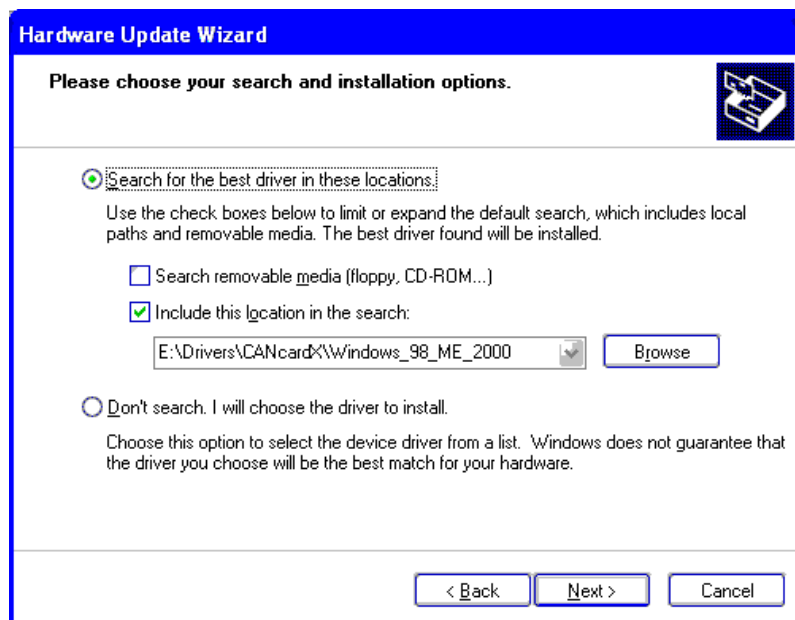 Hardware Update Wizard
Please choose your search and installation options.
Search for the best driver in these locations.
Use the check boxes below to limit or expand the default search, which includes local
paths and removable media. The best driver found will be installed.
Search removable media (floppy, CD-ROM...)
Include this location in the search:
E:\Drivers\CANcardX\Windows_98_ME_2000
Browse
Don't search. I will choose the driver to install.
Choose this option to select the device driver from a list. Windows does not guarantee that
the driver you choose will be the best match for your hardware.
< Back Next > Cancel